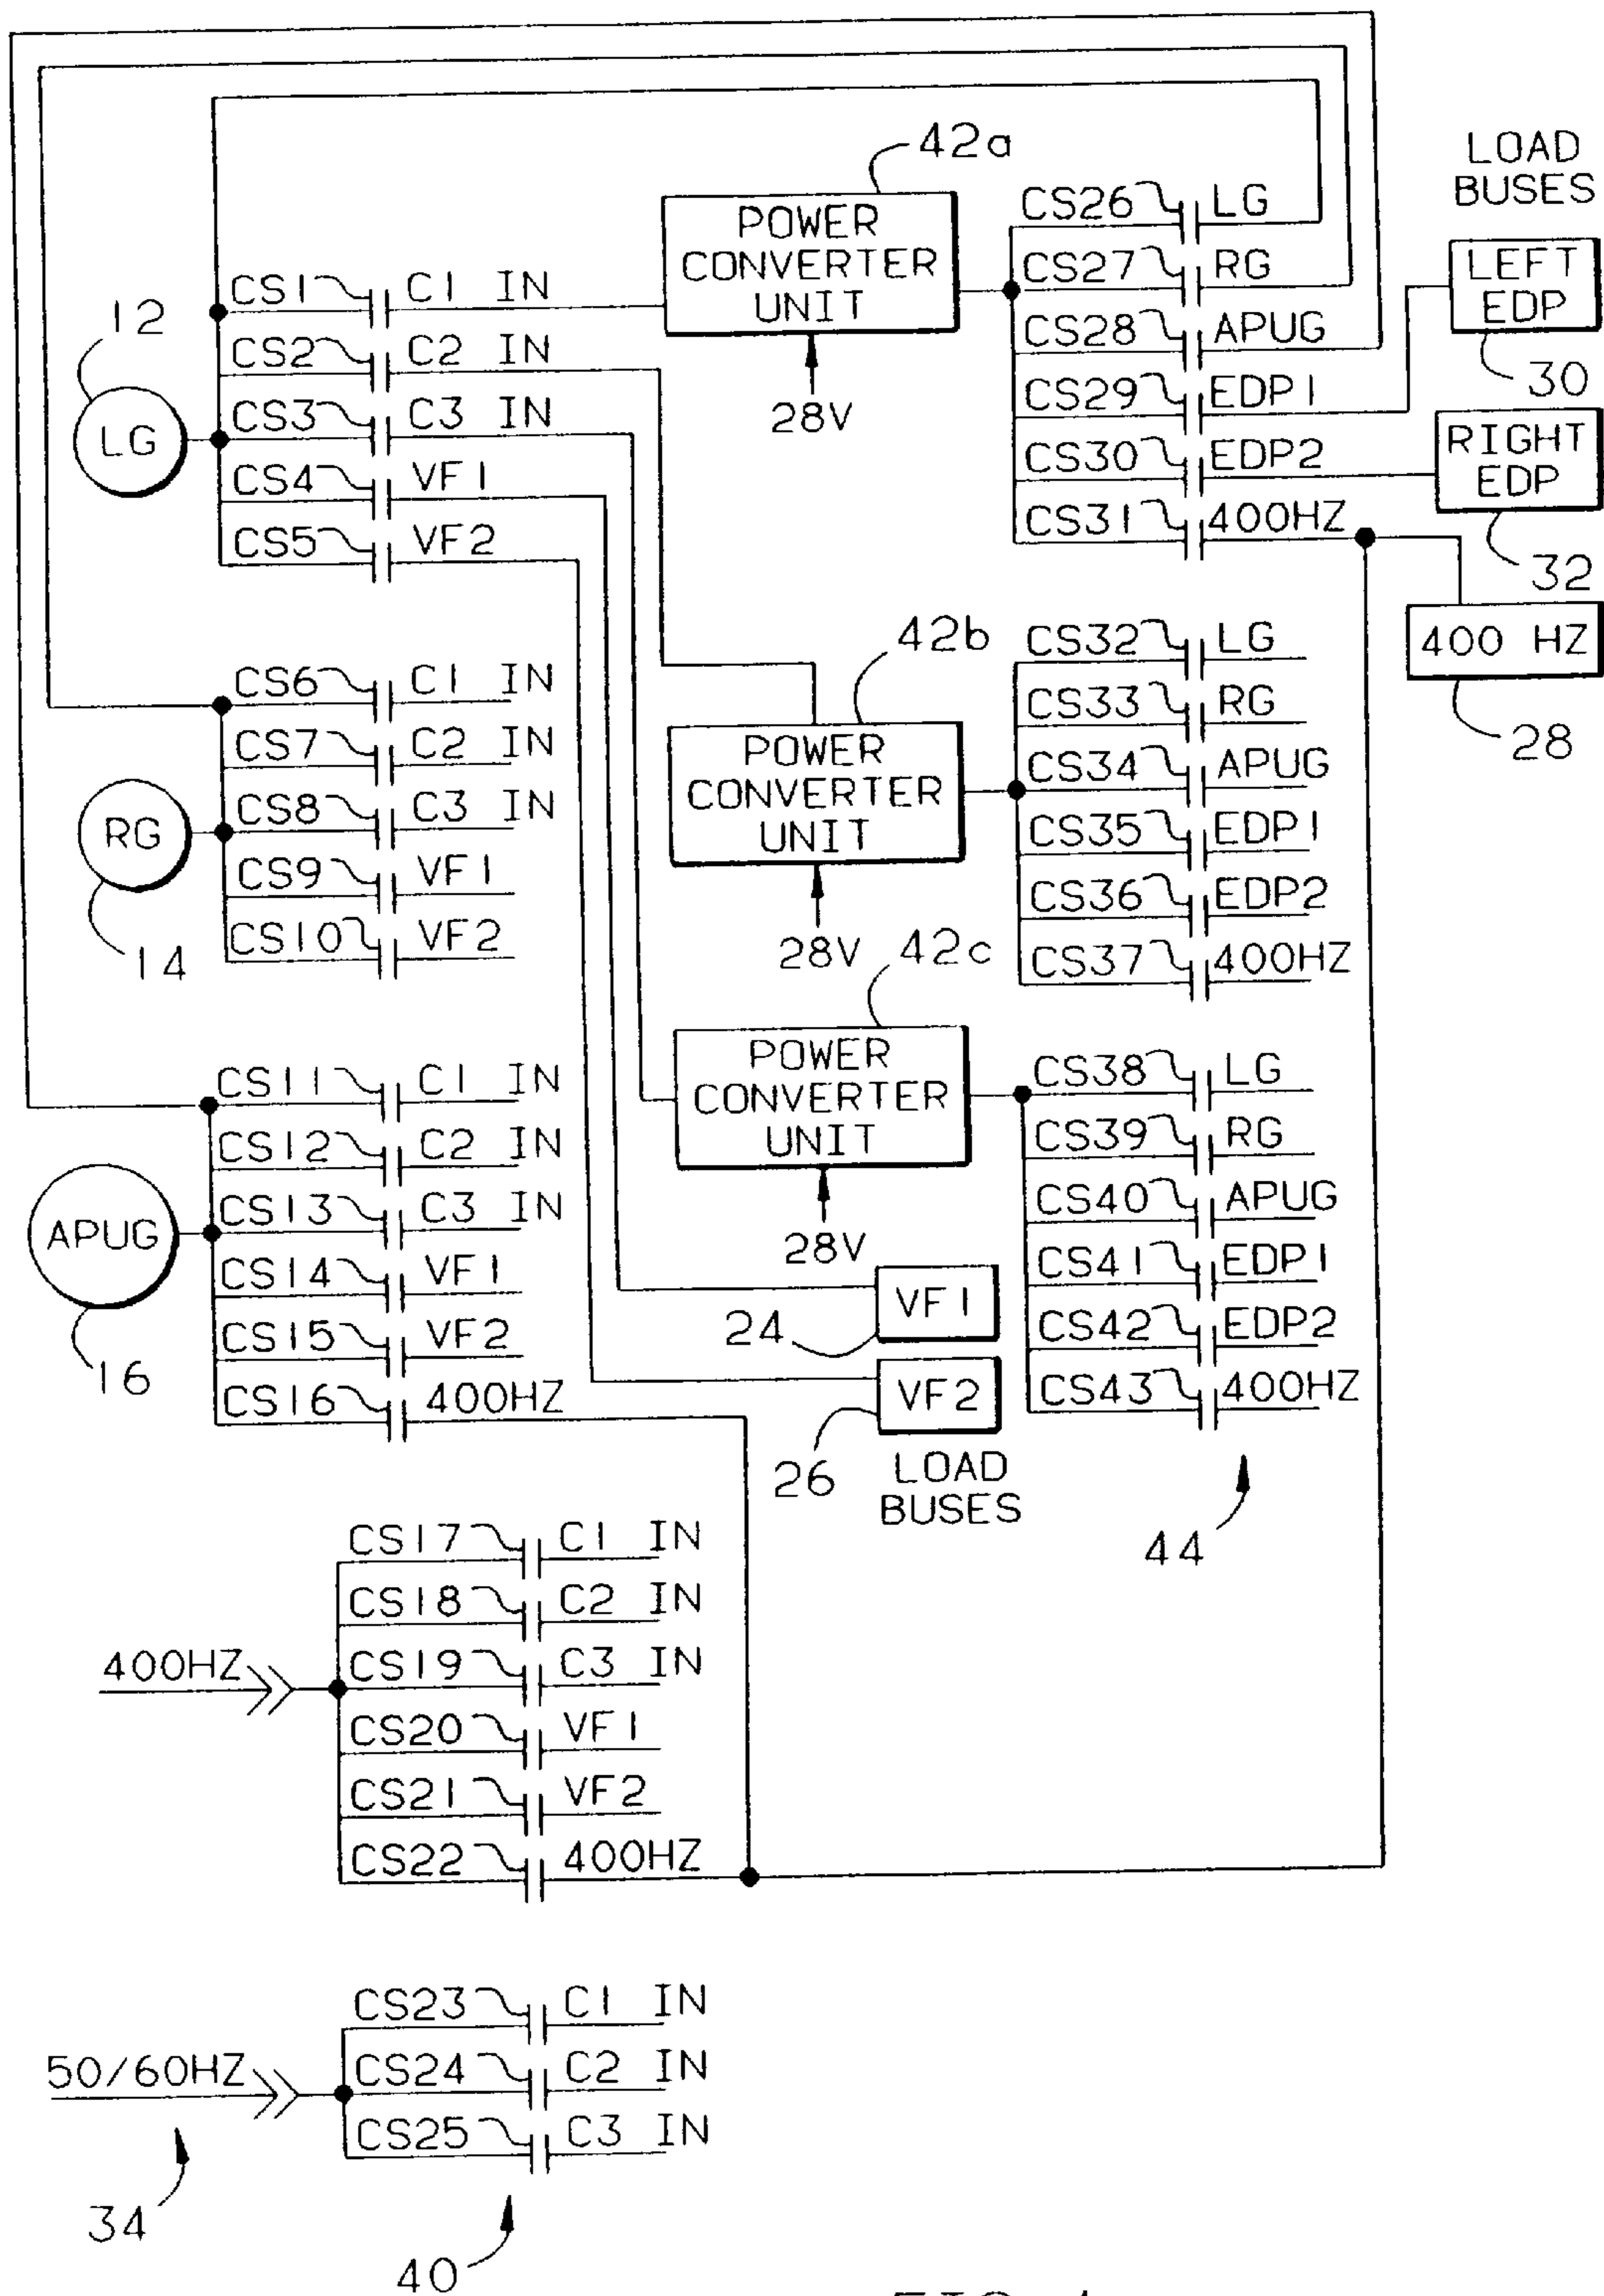 42a
LOAD
BUSES
POWER
CONVERTER
UNIT
28V
CS26 LG
CS27 RG
CS28 APUG
CS29 EDP1
CS30 EDP2
CS31 400HZ
LEFT
EDP
30
RIGHT
EDP
32
400 HZ
28
12
LG
CS1 C1 IN
CS2 C2 IN
CS3 C3 IN
CS4 VF1
CS5 VF2
RG
14
CS6 C1 IN
CS7 C2 IN
CS8 C3 IN
CS9 VF1
CS10 VF2
42b
POWER
CONVERTER
UNIT
28V
CS32 LG
CS33 RG
CS34 APUG
CS35 EDP1
CS36 EDP2
CS37 400HZ
42c
POWER
CONVERTER
UNIT
28V
CS38 LG
CS39 RG
CS40 APUG
CS41 EDP1
CS42 EDP2
CS43 400HZ
44
APUG
16
CS11 C1 IN
CS12 C2 IN
CS13 C3 IN
CS14 VF1
CS15 VF2
CS16 400HZ
VF1
24
VF2
26
LOAD
BUSES
400HZ
CS17 C1 IN
CS18 C2 IN
CS19 C3 IN
CS20 VF1
CS21 VF2
CS22 400HZ
50/60HZ
CS23 C1 IN
CS24 C2 IN
CS25 C3 IN
34
40